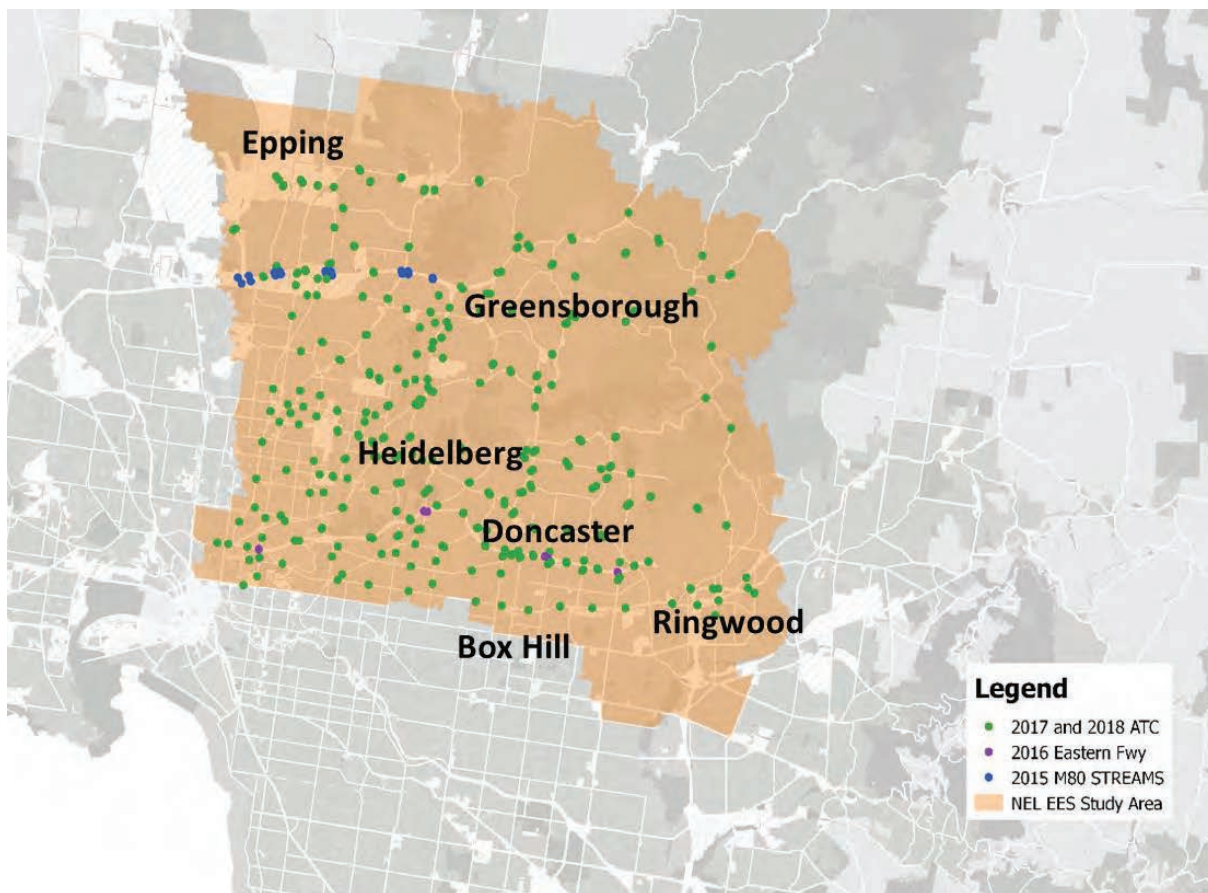 Epping
Greensborough
Heidelberg
Doncaster
Ringwood
Box Hill
Legend
2017 and 2018 ATC
2016 Eastern Fwy
2015 M80 STREAMS
NEL EES Study Area